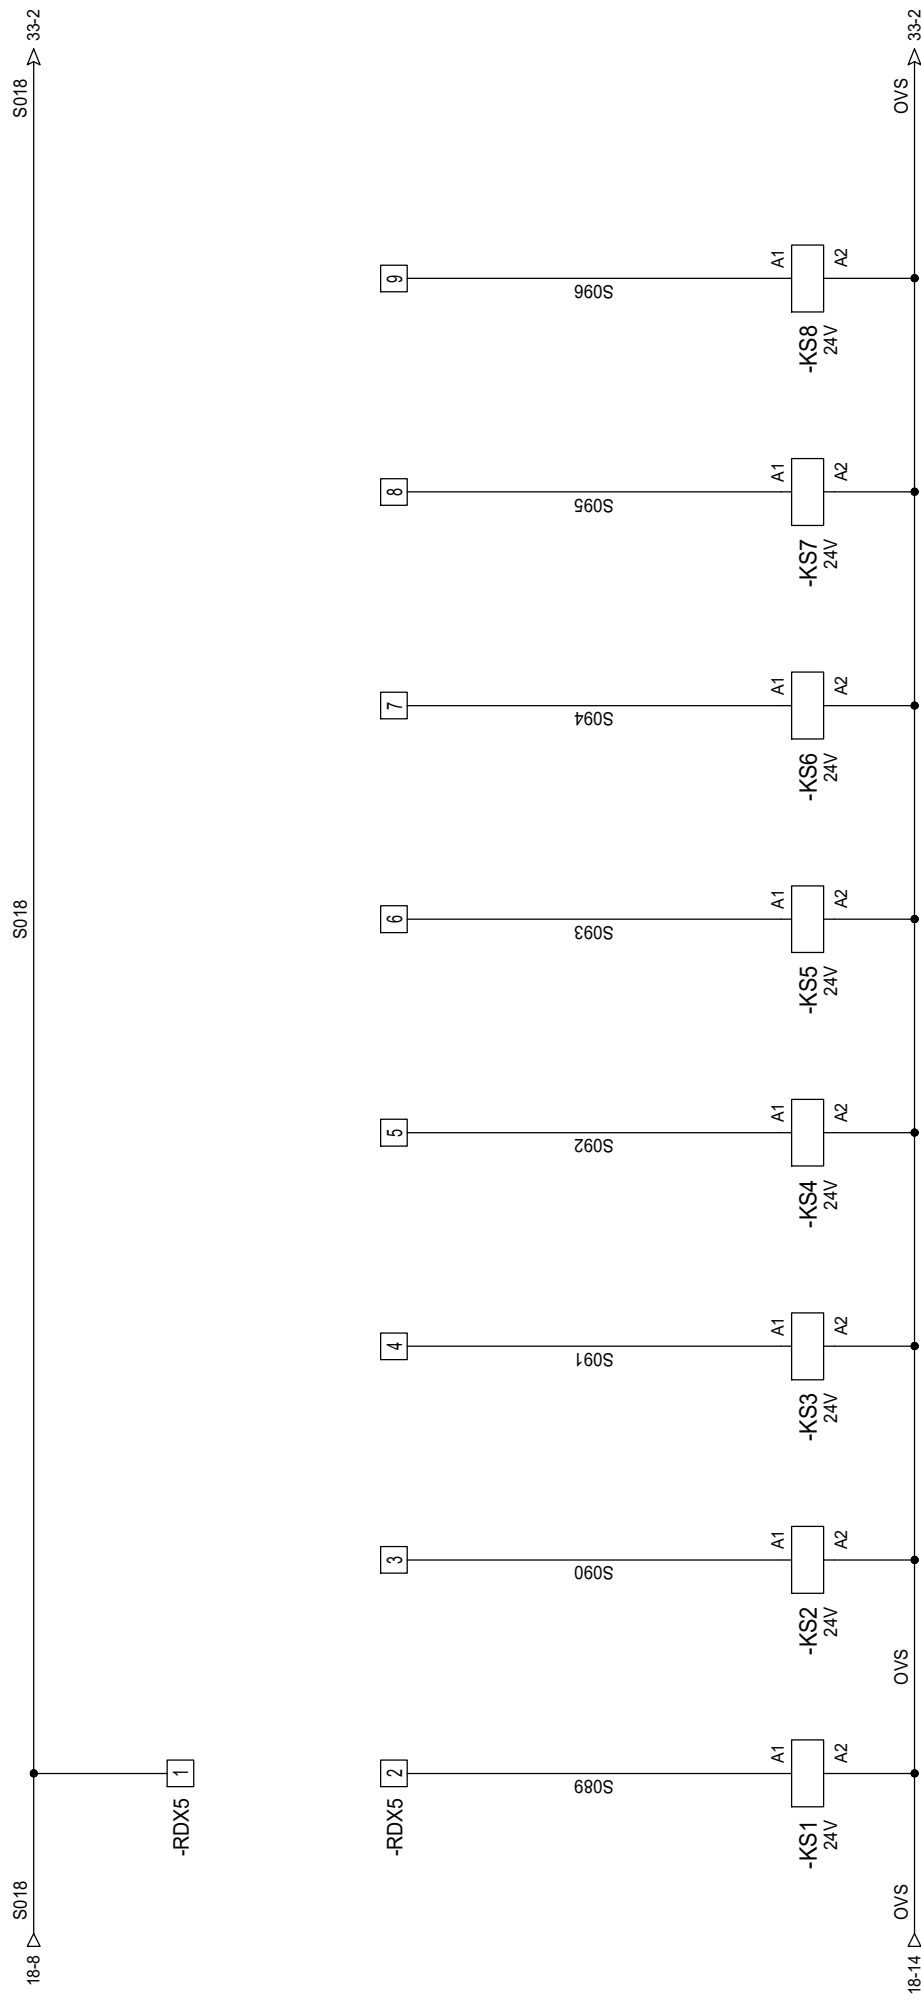 18-8 S018 S018 S018 33-2
-RDX5 1
-RDX5 2 3 4 5 6 7 8 9
S089 S090 S091 S092 S093 S094 S095 S096
A1 A1 A1 A1 A1 A1 A1 A1
-KS1 -KS2 -KS3 -KS4 -KS5 -KS6 -KS7 -KS8
24V 24V 24V 24V 24V 24V 24V 24V
A2 A2 A2 A2 A2 A2 A2 A2
18-14 OVS OVS OVS 33-2